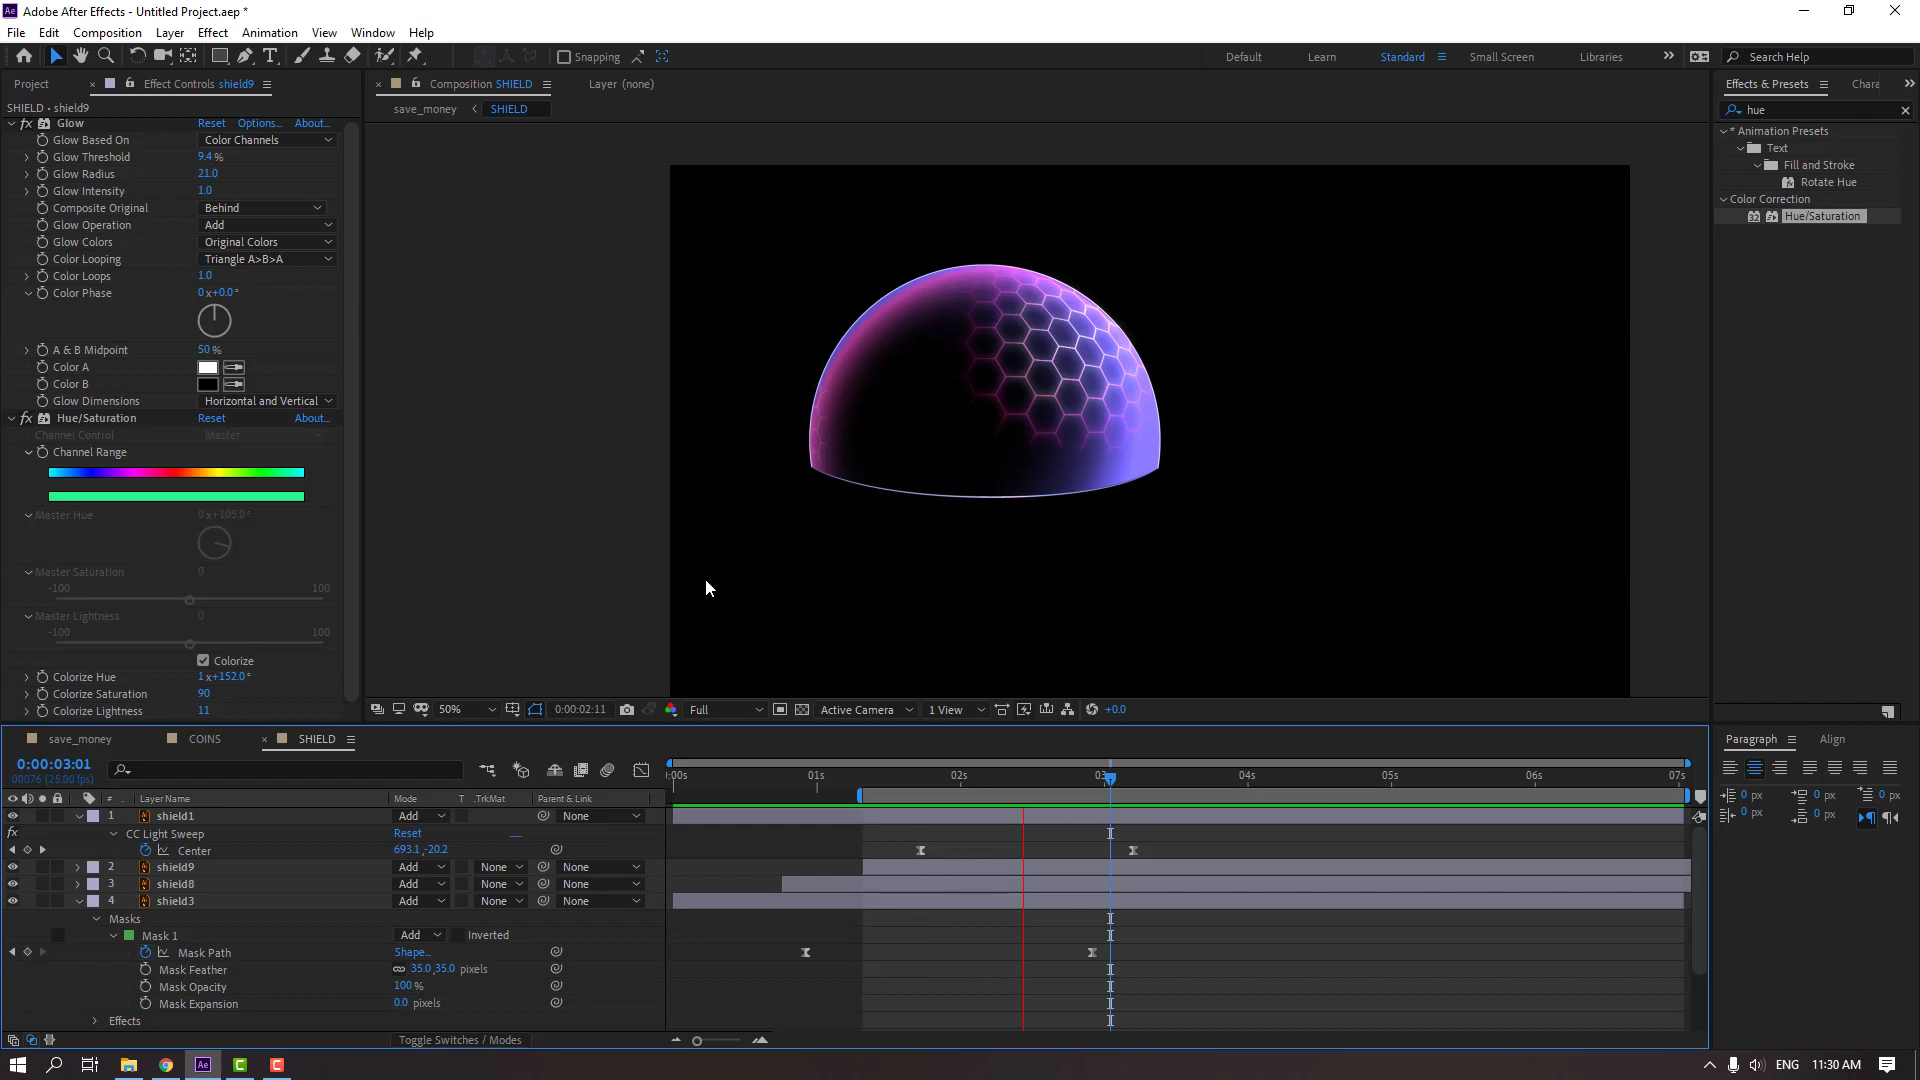 Adobe After Effects - Untitled Project.aep *
File Edit Composition Layer Effect Animation View Window Help
Snapping Default Learn Standard Small Screen Libraries Search Help
Project Effect Controls shield9 Composition SHIELD Layer (none) Effects & Presets Chara
SHIELD • shield9 save_money SHIELD hue
Glow Reset Options... About...
Glow Based On Color Channels
Glow Threshold 9.4 %
Glow Radius 21.0
Glow Intensity 1.0
Composite Original Behind
Glow Operation Add
Glow Colors Original Colors
Color Looping Triangle A>B>A
Color Loops 1.0
Color Phase 0 x+0.0°
A & B Midpoint 50 %
Color A
Color B
Glow Dimensions Horizontal and Vertical
Hue/Saturation Reset About...
Channel Control Master
Channel Range
Master Hue 0 x+105.0°
Master Saturation 0
-100 100
Master Lightness 0
-100 100
Colorize
Colorize Hue 1 x+152.0°
Colorize Saturation 90
Colorize Lightness 11
* Animation Presets
Text
Fill and Stroke
Rotate Hue
Color Correction
32 Hue/Saturation
50% 0:00:02:11 Full Active Camera 1 View +0.0
save_money COINS SHIELD
0:00:03:01
00076 (25.00 fps)
:00s 01s 02s 03 04s 05s 06s 07s
# . Layer Name Mode T .TrkMat Parent & Link
1 shield1 Add None
fx CC Light Sweep Reset
Center 693.1,-20.2
2 shield9 Add None None
3 shield8 Add None None
4 shield3 Add None None
Masks
Mask 1 Add Inverted
Mask Path Shape...
Mask Feather 35.0,35.0 pixels
Mask Opacity 100 %
Mask Expansion 0.0 pixels
Effects
Toggle Switches / Modes
Paragraph Align
0 px 0 px 0 px
0 px 0 px
ENG 11:30 AM